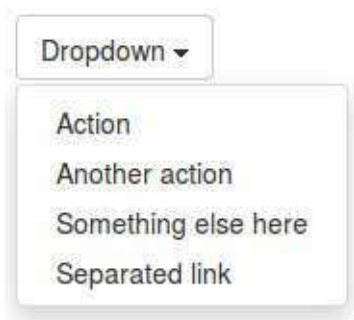 Dropdown
Action
Another action
Something else here
Separated link